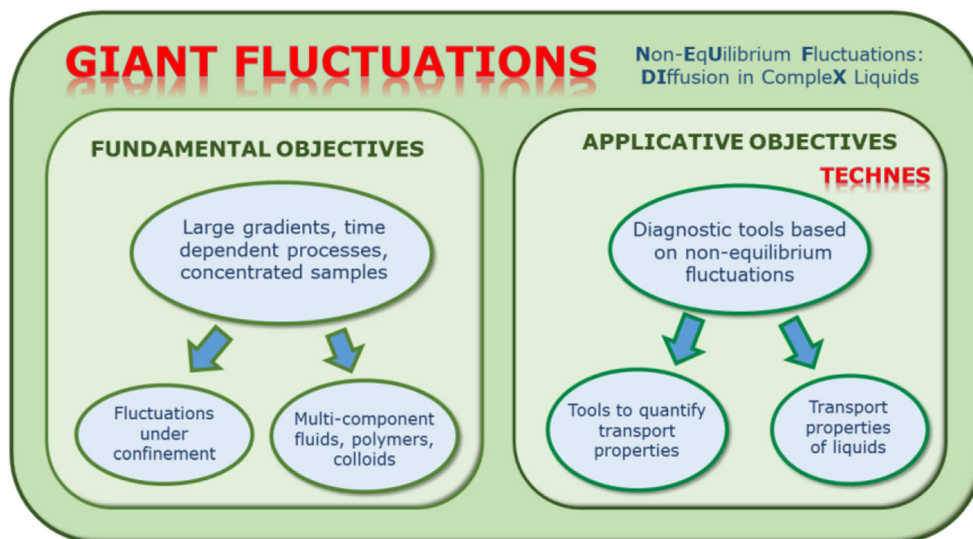 GIANT FLUCTUATIONS
Non-EqUilibrium Fluctuations:
DIffusion in CompleX Liquids
FUNDAMENTAL OBJECTIVES
Large gradients, time
dependent processes,
concentrated samples
Fluctuations
under
confinement
Multi-component
fluids, polymers,
colloids
APPLICATIVE OBJECTIVES
TECHNES
Diagnostic tools based
on non-equilibrium
fluctuations
Tools to quantify
transport
properties
Transport
properties
of liquids